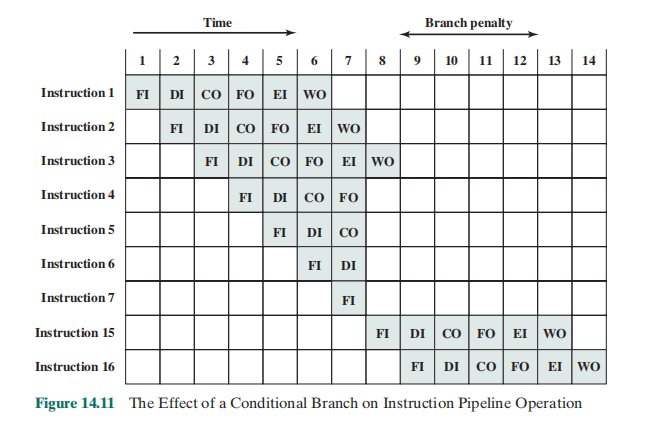 Time Branch penalty
1 2 3 4 5 6 7 8 9 10 11 12 13 14
Instruction 1 FI DI CO FO EI WO
Instruction 2 FI DI CO FO EI WO
Instruction 3 FI DI CO FO EI WO
Instruction 4 FI DI CO FO
Instruction 5 FI DI CO
Instruction 6 FI DI
Instruction 7 FI
Instruction 15 FI DI CO FO EI WO
Instruction 16 FI DI CO FO EI WO
Figure 14.11 The Effect of a Conditional Branch on Instruction Pipeline Operation